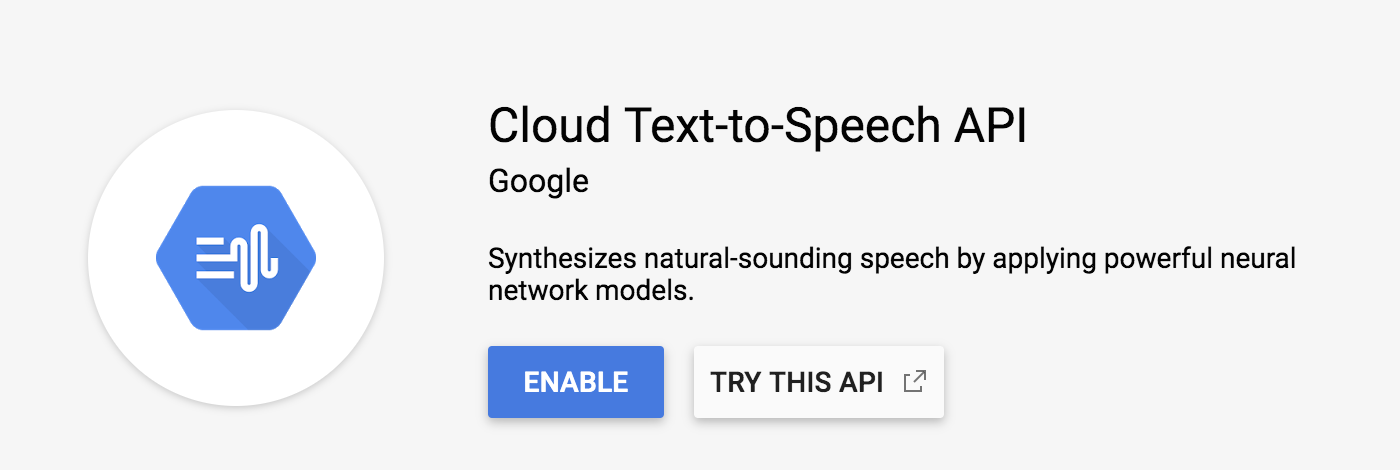 Cloud Text-to-Speech API
Google
Synthesizes natural-sounding speech by applying powerful neural
network models.
ENABLE
TRY THIS API